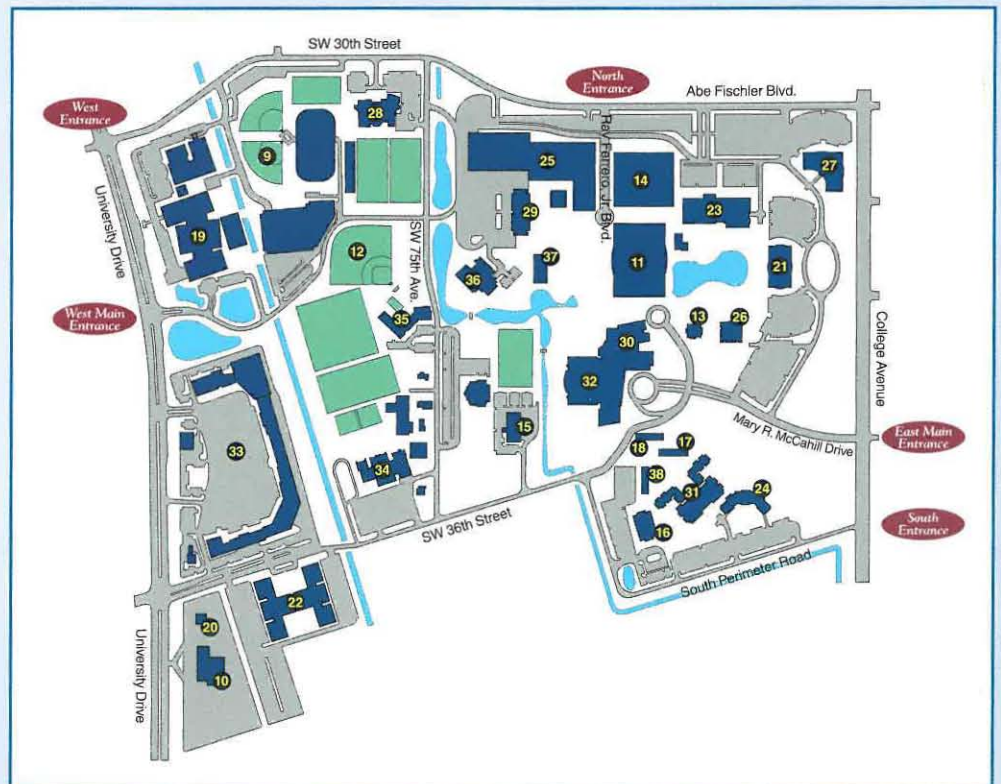 SW 30th Street
North
Entrance
Abe Fischler Blvd.
West
Entrance
28
9
25
Ray Ferrero, Jr. Blvd.
14
27
University Drive
19
29
23
12
SW 75th Ave.
37
11
21
36
West Main
Entrance
35
13
26
30
College Avenue
32
Mary R. McCahill Drive
15
East Main
Entrance
33
18
17
34
38
31
24
South
Entrance
SW 36th Street
16
South Perimeter Road
22
20
University Drive
10